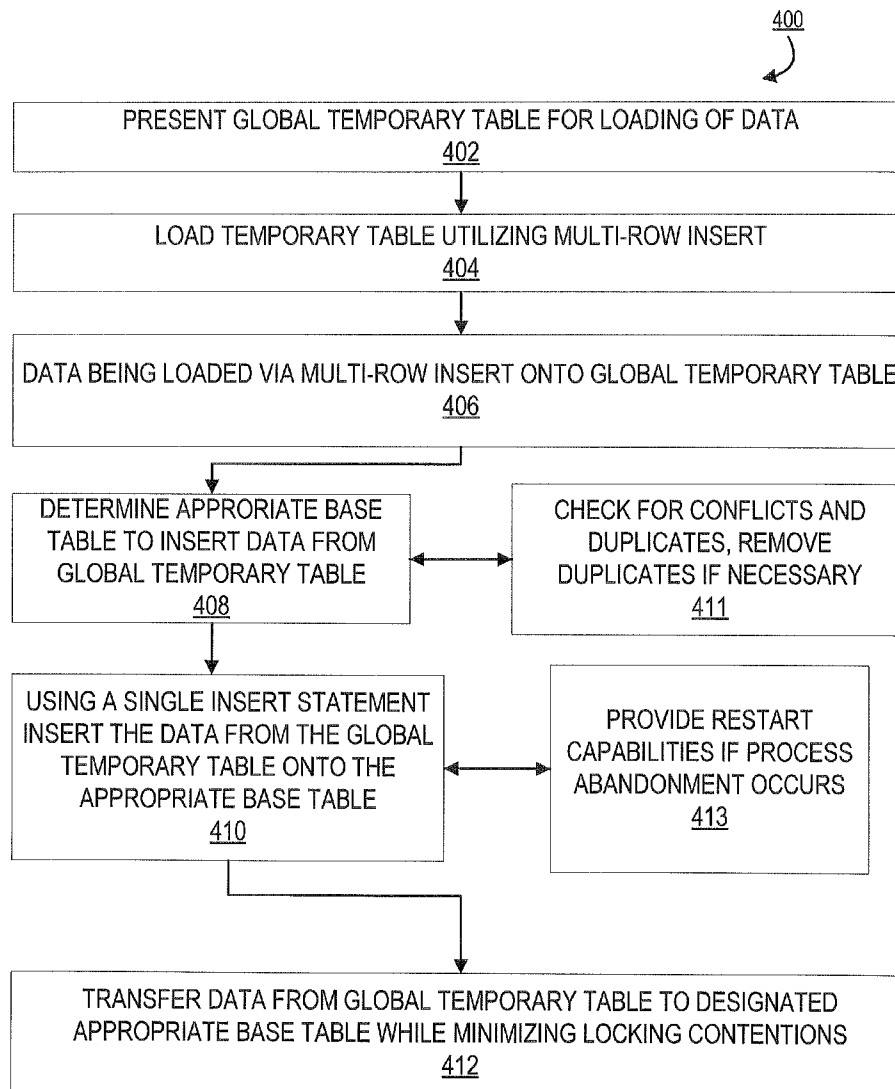 400
PRESENT GLOBAL TEMPORARY TABLE FOR LOADING OF DATA
402
LOAD TEMPORARY TABLE UTILIZING MULTI-ROW INSERT
404
DATA BEING LOADED VIA MULTI-ROW INSERT ONTO GLOBAL TEMPORARY TABLE
406
DETERMINE APPRORIATE BASE
TABLE TO INSERT DATA FROM
GLOBAL TEMPORARY TABLE
408
CHECK FOR CONFLICTS AND
DUPLICATES, REMOVE
DUPLICATES IF NECESSARY
411
USING A SINGLE INSERT STATEMENT
INSERT THE DATA FROM THE GLOBAL
TEMPORARY TABLE ONTO THE
APPROPRIATE BASE TABLE
410
PROVIDE RESTART
CAPABILITIES IF PROCESS
ABANDONMENT OCCURS
413
TRANSFER DATA FROM GLOBAL TEMPORARY TABLE TO DESIGNATED
APPROPRIATE BASE TABLE WHILE MINIMIZING LOCKING CONTENTIONS
412